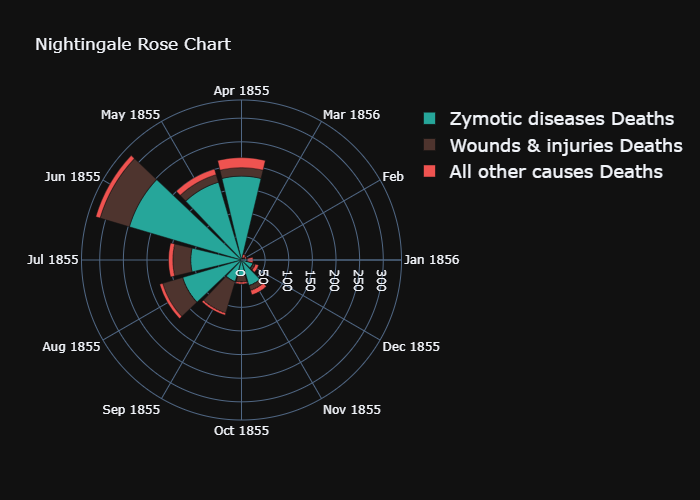 Nightingale Rose Chart
Apr 1855
May 1855
Mar 1856
Zymotic diseases Deaths
Wounds & injuries Deaths
All other causes Deaths
Jun 1855
Feb
Jul 1855
Jan 1856
0
50
100
150
200
250
300
Aug 1855
Dec 1855
Sep 1855
Nov 1855
Oct 1855